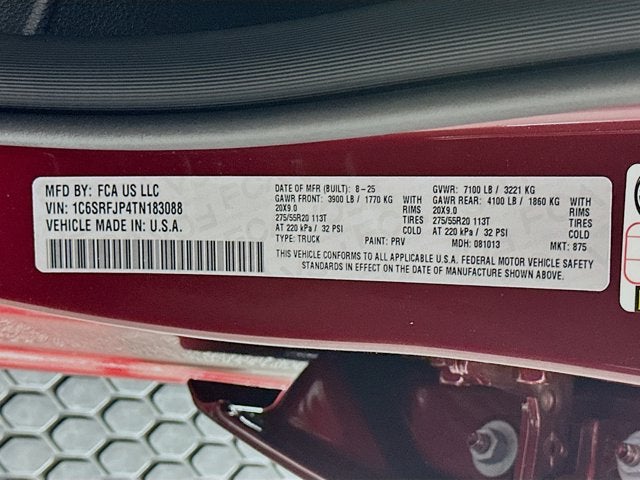 MFD BY: FCA US LLC
VIN: 1C6SRFJP4TN183088
VEHICLE MADE IN U.S.A.
DATE OF MFR (BUILT): 8-25
GAWR FRONT: 3900 LB / 1770 KG WITH
20X9.0 RIMS
275/55R20 113T TIRES
AT 220 kPa / 32 PSI COLD
TYPE: TRUCK PAINT: PRV
GVWR: 7100 LB / 3221 KG
GAWR REAR: 4100 LB / 1860 KG WITH
20X9.0 RIMS
275/55R20 113T TIRES
AT 220 kPa / 32 PSI COLD
MDH: 081013 MKT: 875
THIS VEHICLE CONFORMS TO ALL APPLICABLE U.S.A. FEDERAL MOTOR VEHICLE SAFETY
STANDARDS IN EFFECT ON THE DATE OF MANUFACTURE SHOWN ABOVE.